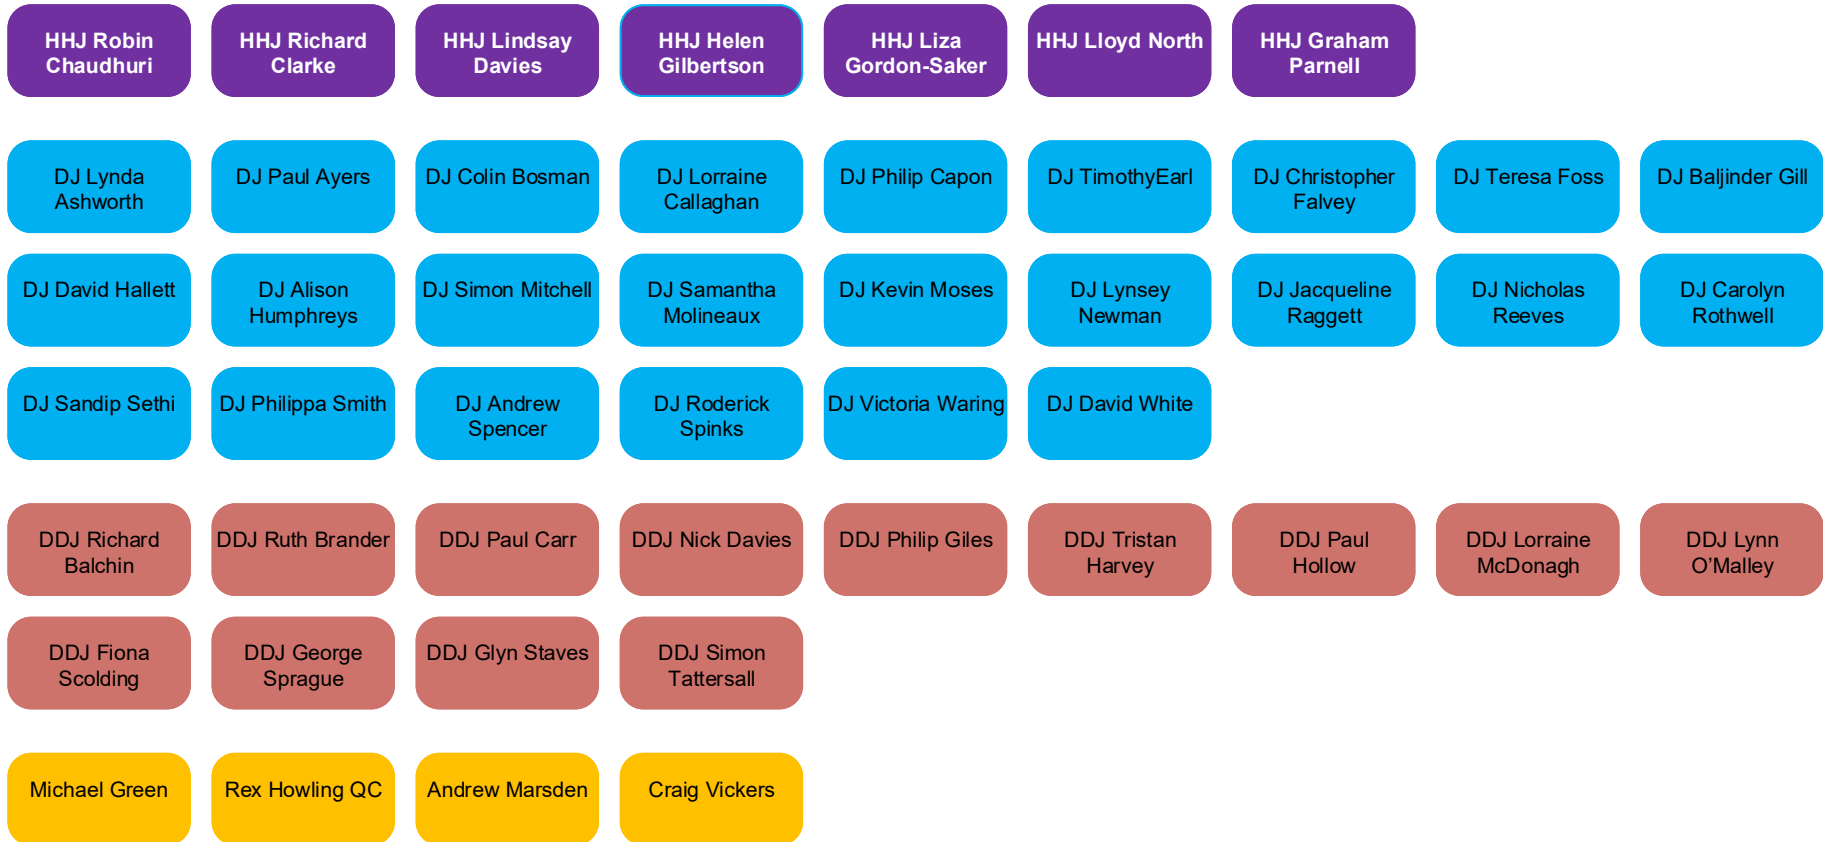 HHJ Robin
Chaudhuri
HHJ Richard
Clarke
HHJ Lindsay
Davies
HHJ Helen
Gilbertson
HHJ Liza
Gordon-Saker
HHJ Lloyd North
HHJ Graham
Parnell
DJ Lynda
Ashworth
DJ Paul Ayers
DJ Colin Bosman
DJ Lorraine
Callaghan
DJ Philip Capon
DJ TimothyEarl
DJ Christopher
Falvey
DJ Teresa Foss
DJ Baljinder Gill
DJ David Hallett
DJ Alison
Humphreys
DJ Simon Mitchell
DJ Samantha
Molineaux
DJ Kevin Moses
DJ Lynsey
Newman
DJ Jacqueline
Raggett
DJ Nicholas
Reeves
DJ Carolyn
Rothwell
DJ Sandip Sethi
DJ Philippa Smith
DJ Andrew
Spencer
DJ Roderick
Spinks
DJ Victoria Waring
DJ David White
DDJ Richard
Balchin
DDJ Ruth Brander
DDJ Paul Carr
DDJ Nick Davies
DDJ Philip Giles
DDJ Tristan
Harvey
DDJ Paul
Hollow
DDJ Lorraine
McDonagh
DDJ Lynn
O’Malley
DDJ Fiona
Scolding
DDJ George
Sprague
DDJ Glyn Staves
DDJ Simon
Tattersall
Michael Green
Rex Howling QC
Andrew Marsden
Craig Vickers